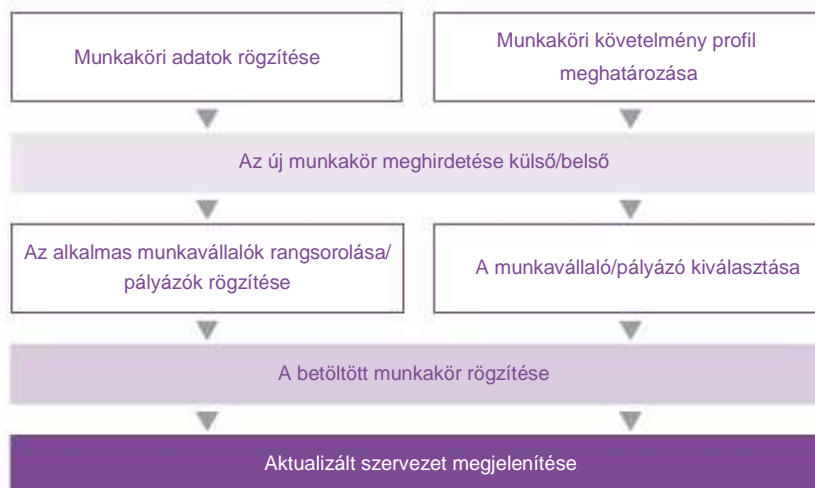 Munkaköri adatok rögzítése
Munkaköri követelmény profil
meghatározása
Az új munkakör meghirdetése külső/belső
Az alkalmas munkavállalók rangsorolása/
pályázók rögzítése
A munkavállaló/pályázó kiválasztása
A betöltött munkakör rögzítése
Aktualizált szervezet megjelenítése